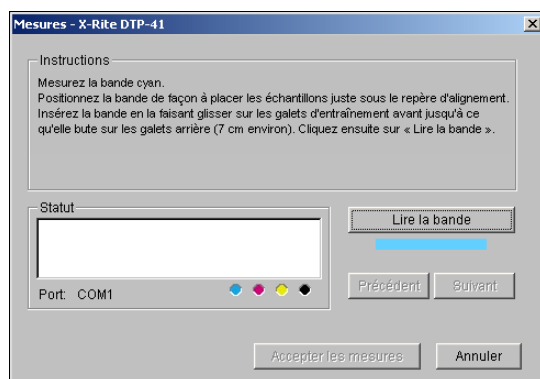 Mesures - X-Rite DTP-41
Instructions
Mesurez la bande cyan.
Positionnez la bande de façon à placer les échantillons juste sous le repère d'alignement.
Insérez la bande en la faisant glisser sur les galets d'entraînement avant jusqu'à ce
qu'elle bute sur les galets arrière (7 cm environ). Cliquez ensuite sur « Lire la bande ».
Statut
Lire la bande
Port: COM1
Précédent
Suivant
Accepter les mesures
Annuler